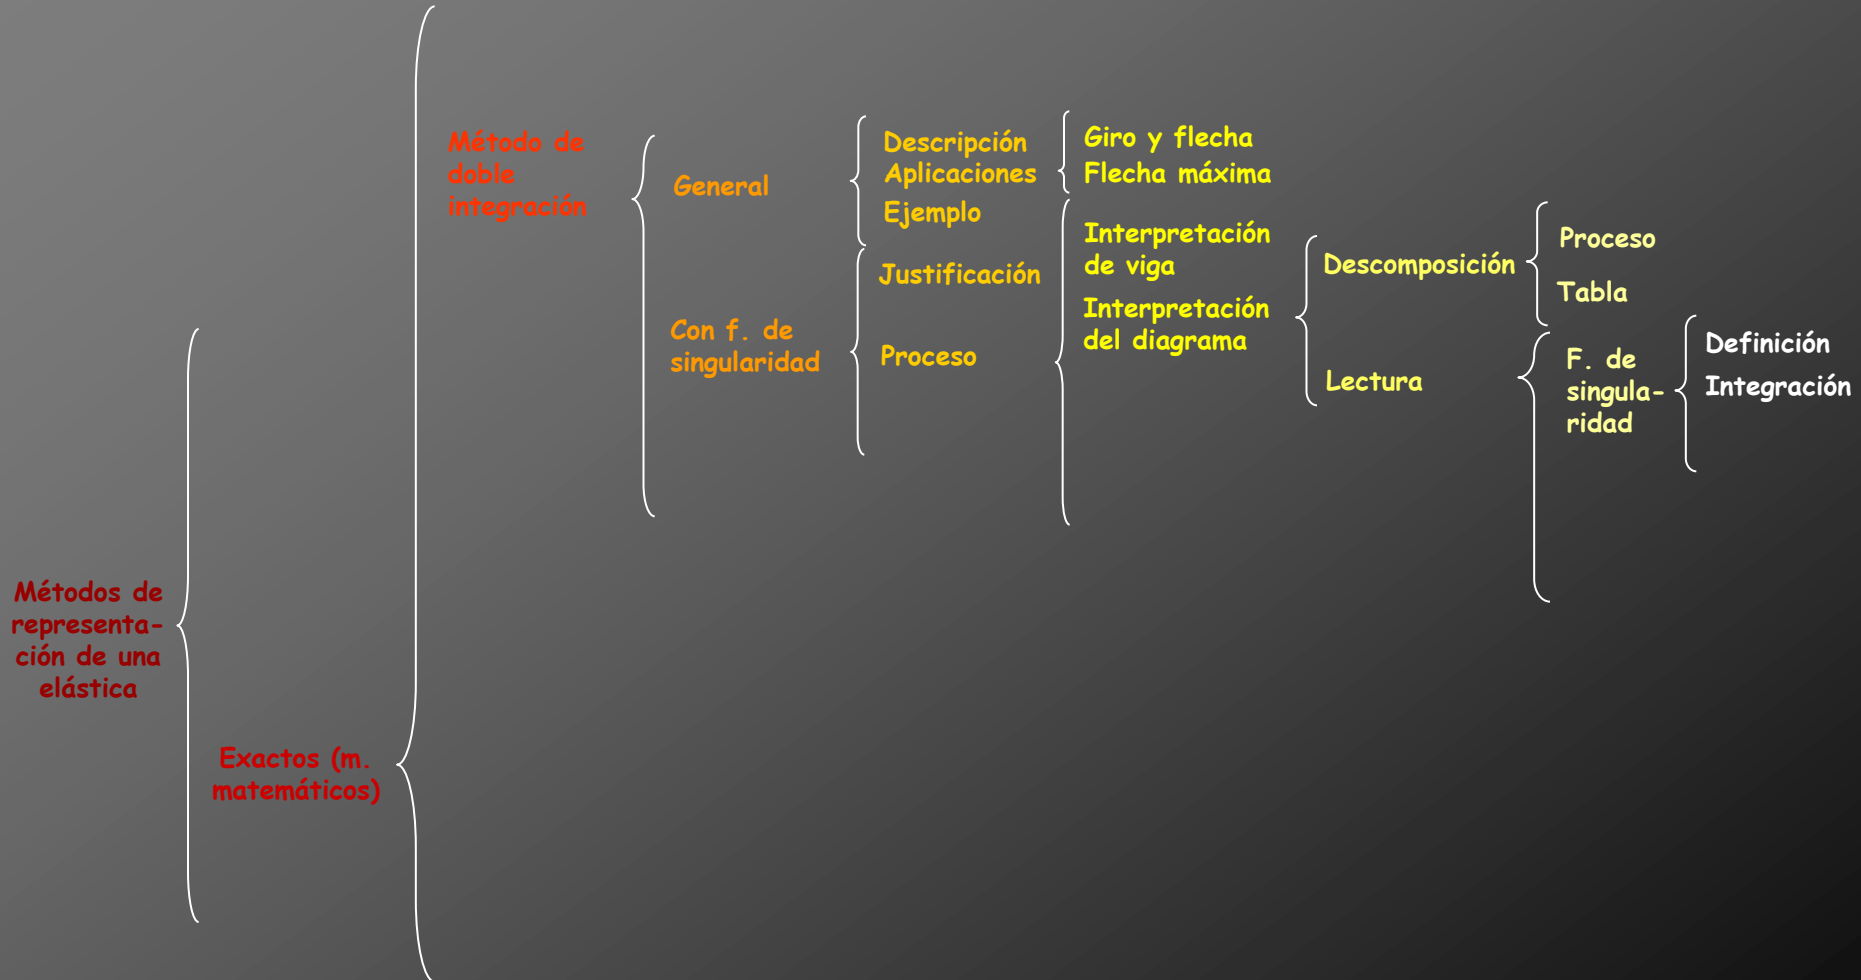 Métodos de
representa-
ción de una
elástica
Exactos (m.
matemáticos)
Método de
doble
integración
General
Descripción
Aplicaciones
Ejemplo
Giro y flecha
Flecha máxima
Con f. de
singularidad
Justificación
Proceso
Interpretación
de viga
Interpretación
del diagrama
Descomposición
Proceso
Tabla
Lectura
F. de
singula-
ridad
Definición
Integración